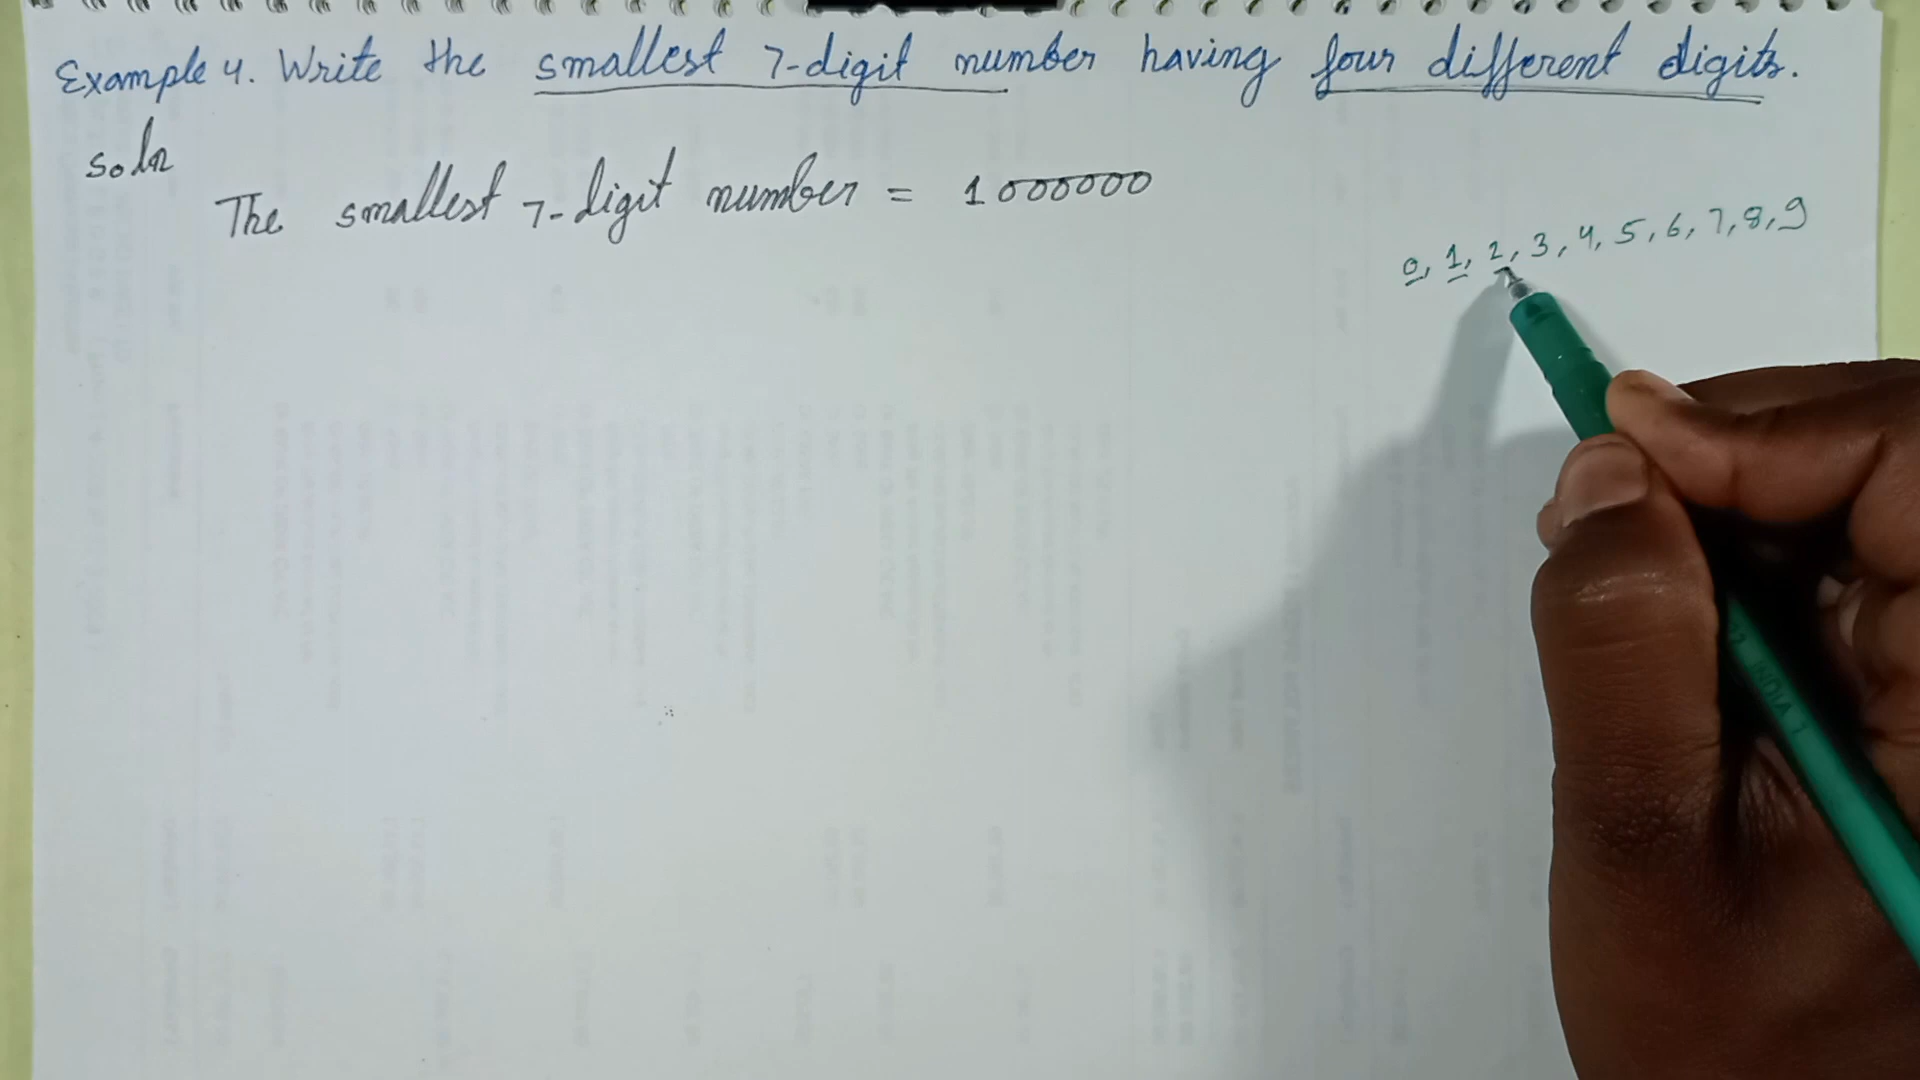 Example 4. Write the smallest 7-digit number having four different digits.
Soln
The smallest 7-digit number = 1000000
0, 1, 2, 3, 4, 5, 6, 7, 8, 9
INDIA